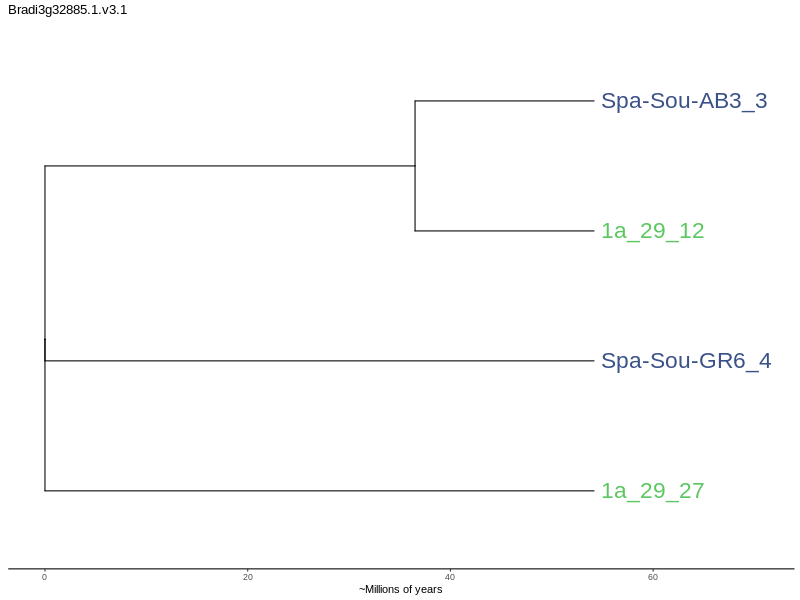 Bradi3g32885.1.v3.1
Spa-Sou-AB3_3
1a_29_12
Spa-Sou-GR6_4
1a_29_27
0 20 40 60
~Millions of years